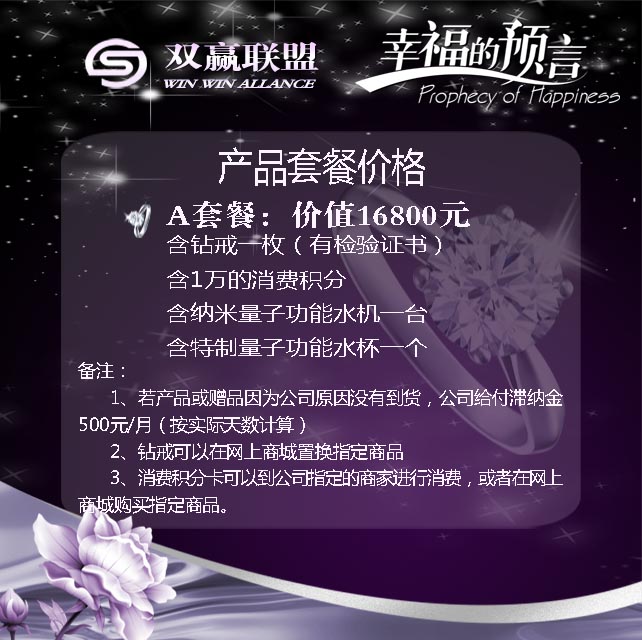 双赢联盟
WIN WIN ALLANCE
幸福的预言
Prophecy of Happiness
产品套餐价格
A套餐：价值16800元
含钻戒一枚（有检验证书）
含1万的消费积分
含纳米量子功能水机一台
含特制量子功能水杯一个
备注：
1、若产品或赠品因为公司原因没有到货，公司给付滞纳金
500元/月（按实际天数计算）
2、钻戒可以在网上商城置换指定商品
3、消费积分卡可以到公司指定的商家进行消费，或者在网上
商城购买指定商品。